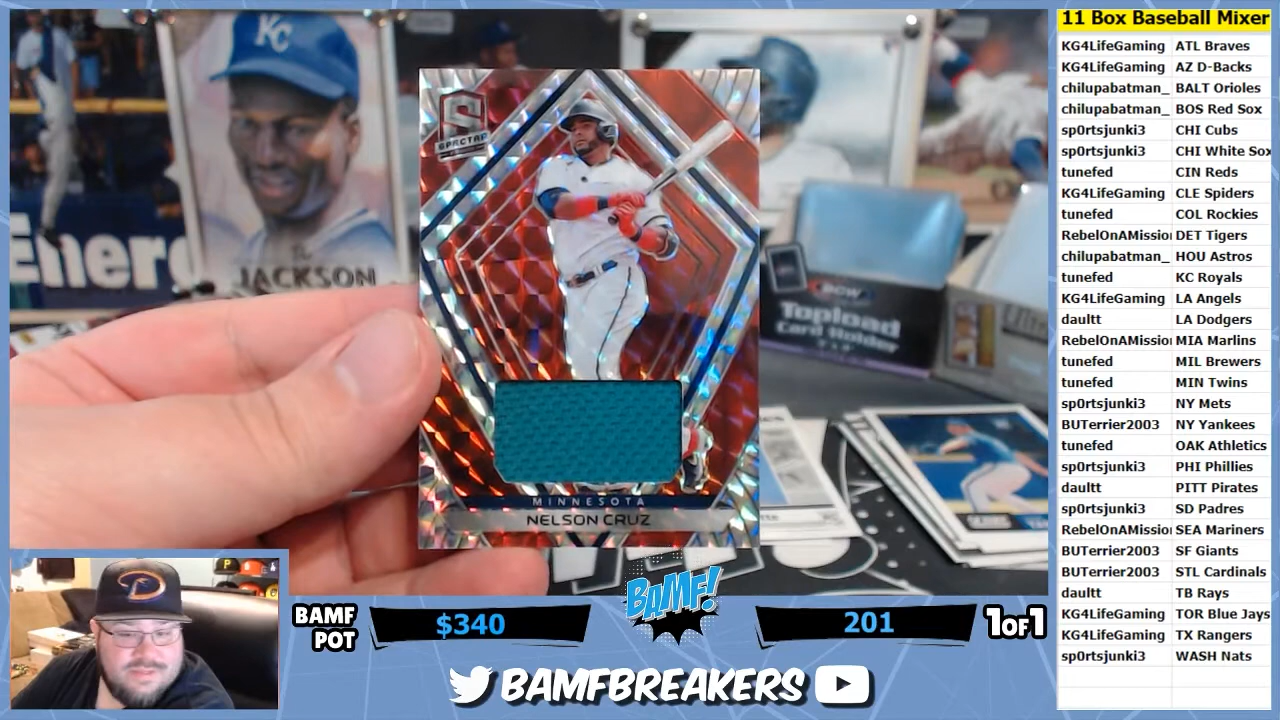 KC
JACKSON
Ener
SPECTRA
MINNESOTA
NELSON CRUZ
BCW
Topload
Card Holder
11 Box Baseball Mixer
KG4LifeGaming ATL Braves
KG4LifeGaming AZ D-Backs
chilupabatman_ BALT Orioles
chilupabatman_ BOS Red Sox
sp0rtsjunki3 CHI Cubs
sp0rtsjunki3 CHI White Sox
tunefed CIN Reds
KG4LifeGaming CLE Spiders
tunefed COL Rockies
RebelOnAMissio DET Tigers
chilupabatman_ HOU Astros
tunefed KC Royals
KG4LifeGaming LA Angels
daultt LA Dodgers
RebelOnAMissio MIA Marlins
tunefed MIL Brewers
tunefed MIN Twins
sp0rtsjunki3 NY Mets
BUTerrier2003 NY Yankees
tunefed OAK Athletics
sp0rtsjunki3 PHI Phillies
daultt PITT Pirates
sp0rtsjunki3 SD Padres
RebelOnAMissio SEA Mariners
BUTerrier2003 SF Giants
BUTerrier2003 STL Cardinals
daultt TB Rays
KG4LifeGaming TOR Blue Jays
KG4LifeGaming TX Rangers
sp0rtsjunki3 WASH Nats
BAMF
POT
$340
BAMF!
201
1OF1
BAMFBREAKERS